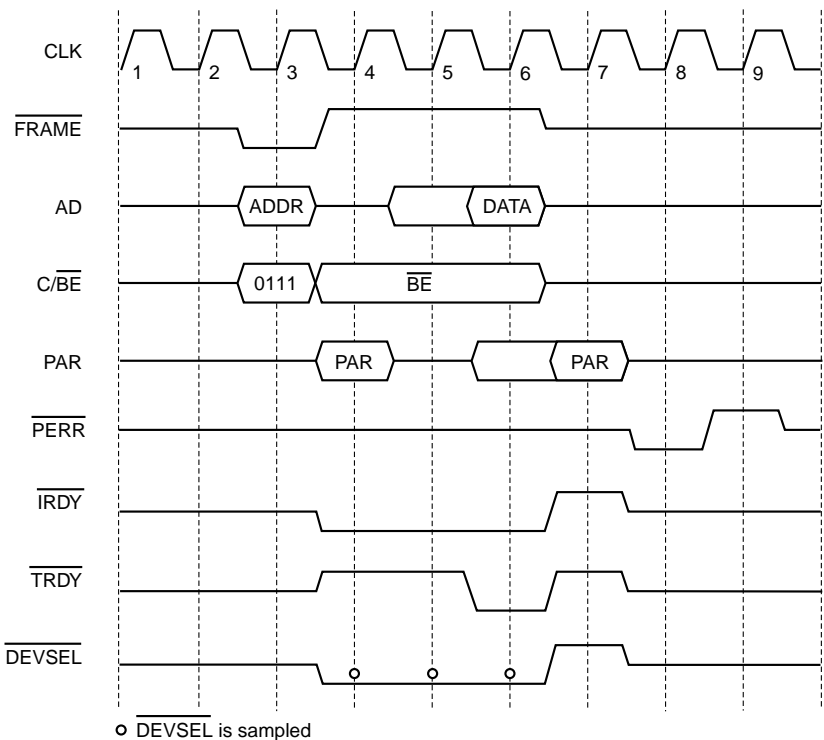 CLK
1 2 3 4 5 6 7 8 9
FRAME
AD ADDR DATA
C/BE 0111 BE
PAR PAR PAR
PERR
IRDY
TRDY
DEVSEL
DEVSEL is sampled